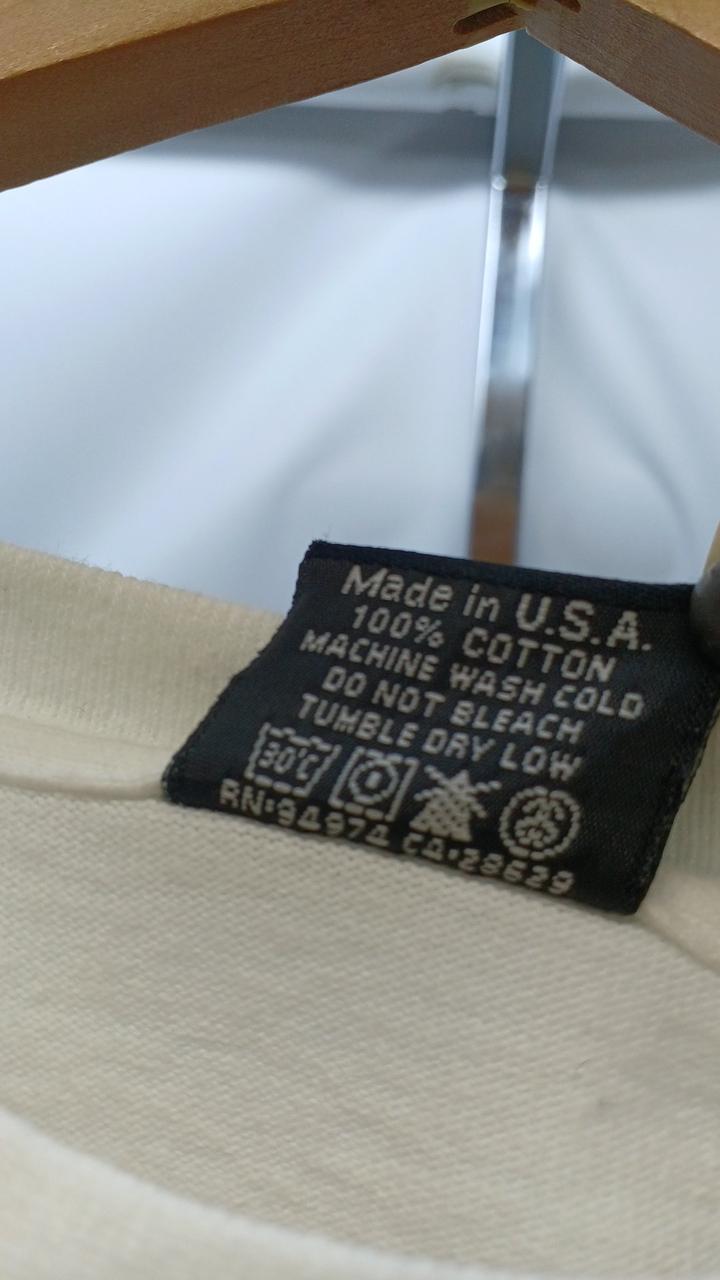 Made in U.S.A.
100% COTTON
MACHINE WASH COLD
DO NOT BLEACH
TUMBLE DRY LOW
30°C
RN:94974 CA:28629